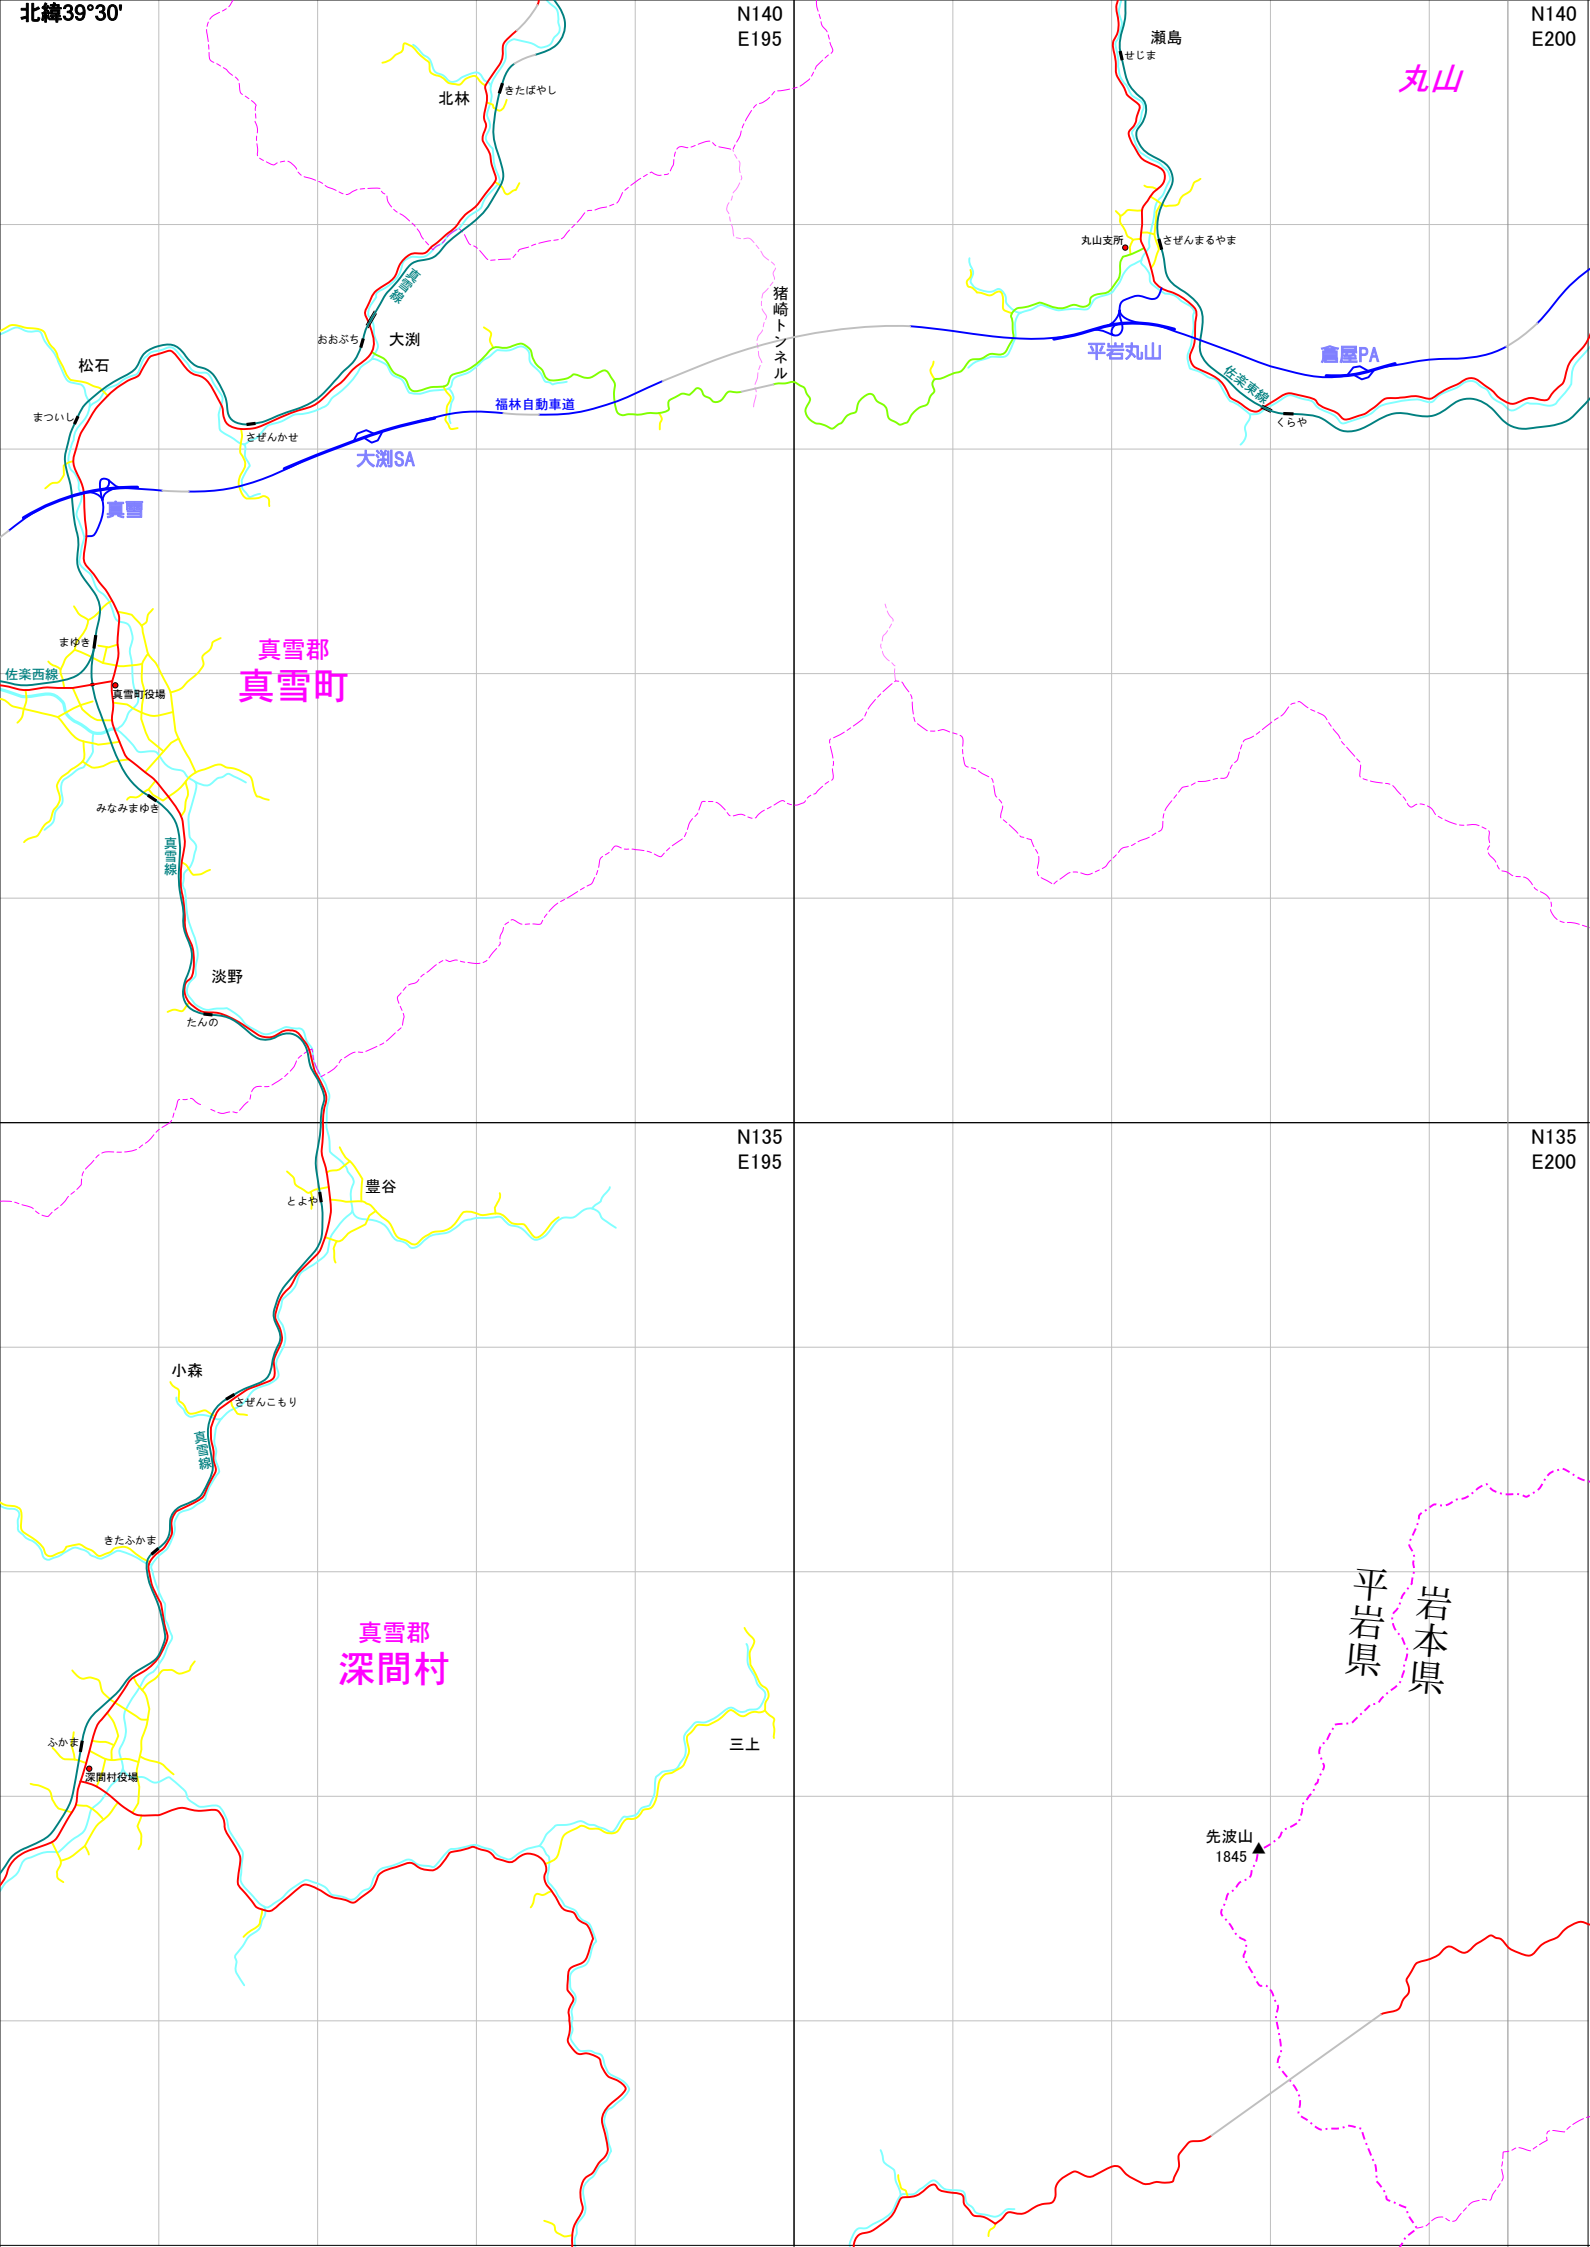 北緯39°30'
N140
E195
N140
E200
瀬島
せじま
丸山
北林
きたばやし
丸山支所
さぜんまるやま
真雪線
猪崎トンネル
おおぶち
大渕
松石
平岩丸山
倉屋PA
佐楽東線
福林自動車道
まついし
さぜんかせ
くらや
大渕SA
真雪
まゆき
真雪郡
真雪町
佐楽西線
真雪町役場
みなみまゆき
真雪線
淡野
たんの
N135
E195
N135
E200
豊谷
とよや
小森
さぜんこもり
真雪線
きたふかま
平岩県
岩本県
真雪郡
深間村
ふかま
三上
深間村役場
先波山
1845